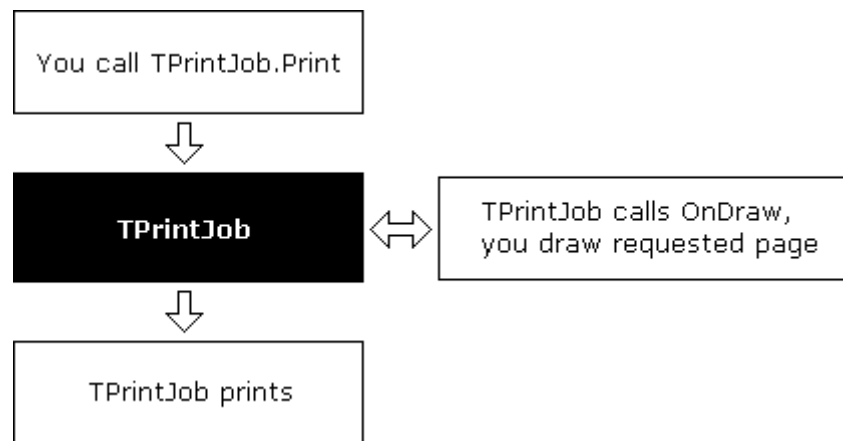 You call TPrintJob.Print
TPrintJob
TPrintJob calls OnDraw,
you draw requested page
TPrintJob prints